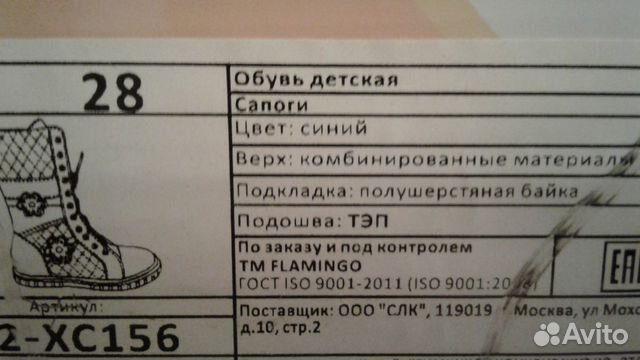 28
Обувь детская
Сапоги
Цвет: синий
Верх: комбинированные материалы
Подкладка: полушерстяная байка
Подошва: ТЭП
По заказу и под контролем
TM FLAMINGO
ГОСТ ISO 9001-2011 (ISO 9001:20
EAC
Артикул:
2-XC156
Поставщик: ООО "СЛК", 119019 Москва, ул Мохо
д.10, стр.2
Avito